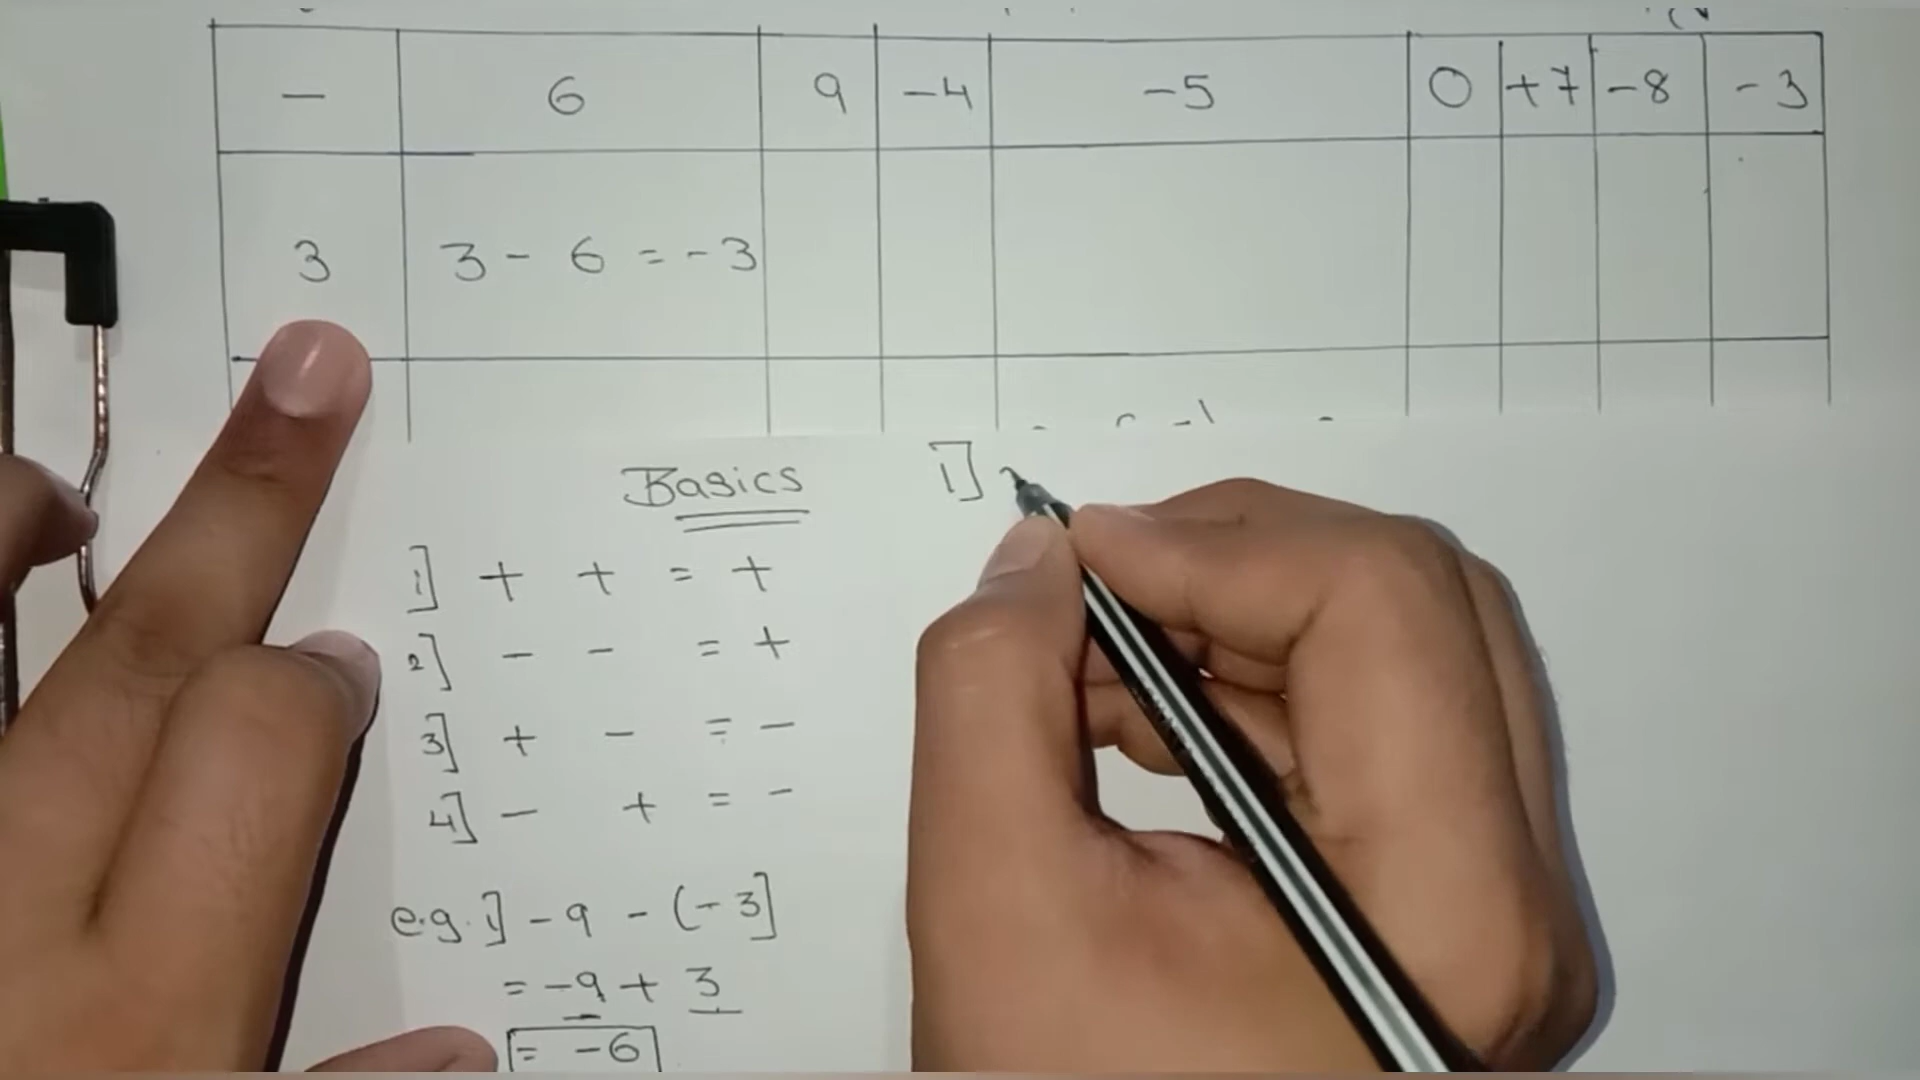 — 6 9 -4 -5 0 +7 -8 -3
3 3 - 6 = -3
Basics
1] + + = +
2] - - = +
3] + - = -
4] - + = -
e.g. 1] -9 - (-3]
= -9 + 3
= -6
1]